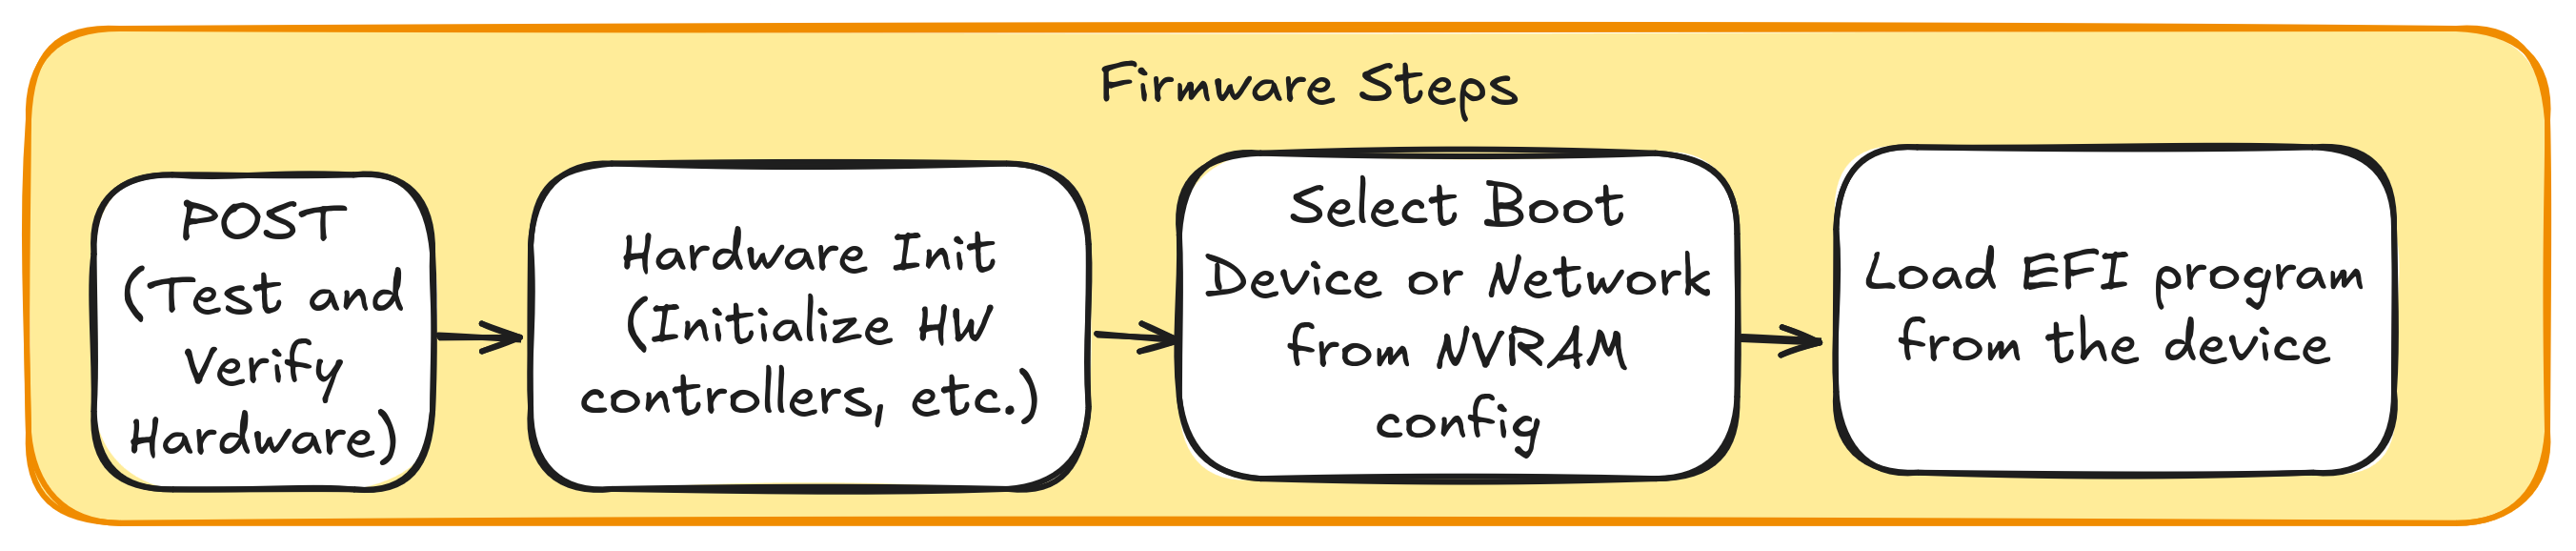 Firmware Steps
POST
(Test and
Verify
Hardware)
Hardware Init
(Initialize HW
controllers, etc.)
Select Boot
Device or Network
from NVRAM
config
Load EFI program
from the device